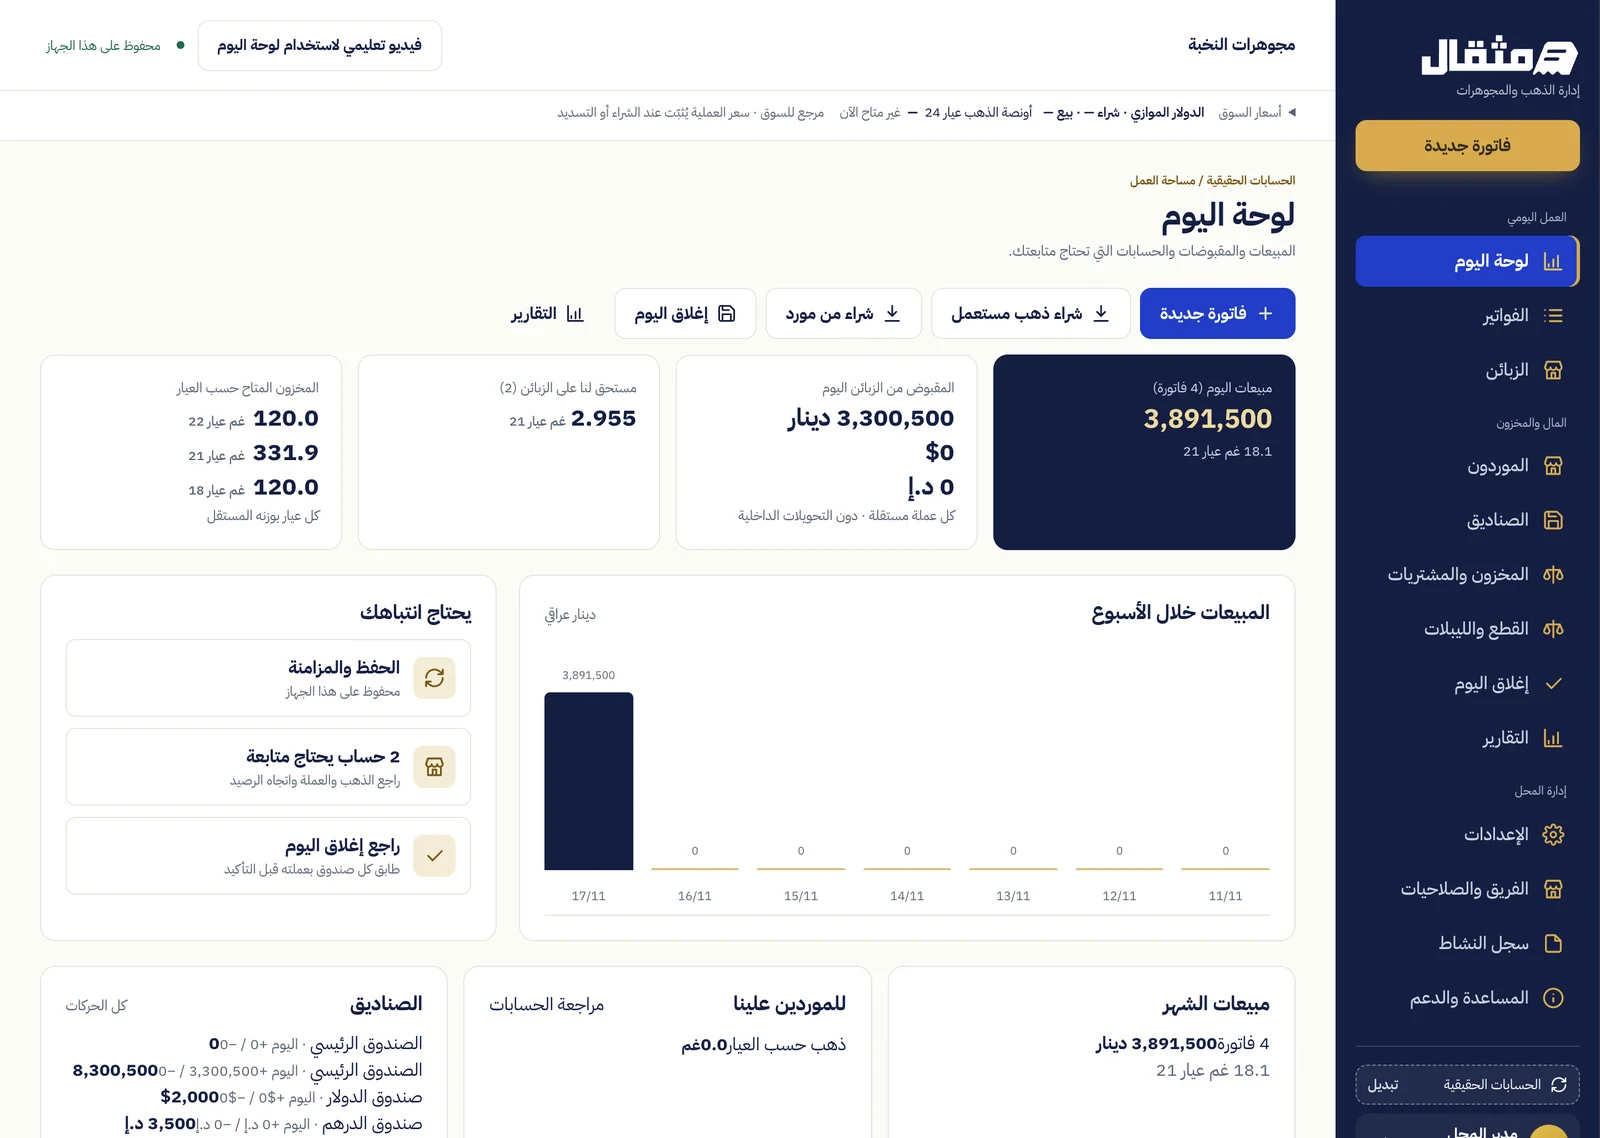 مثقال
إدارة الذهب والمجوهرات
فاتورة جديدة
العمل اليومي
لوحة اليوم
الفواتير
الزبائن
المال والمخزون
الموردون
الصناديق
المخزون والمشتريات
القطع والليبلات
إغلاق اليوم
التقارير
إدارة المحل
الإعدادات
الفريق والصلاحيات
سجل النشاط
المساعدة والدعم
الحسابات الحقيقية تبديل
مدير المحل
مجوهرات النخبة
فيديو تعليمي لاستخدام لوحة اليوم
محفوظ على هذا الجهاز
أسعار السوق الدولار الموازي · شراء — · بيع — أونصة الذهب عيار 24 — غير متاح الآن مرجع للسوق · سعر العملية يُثبّت عند الشراء أو التسديد
الحسابات الحقيقية / مساحة العمل
لوحة اليوم
المبيعات والمقبوضات والحسابات التي تحتاج متابعتك.
فاتورة جديدة
شراء ذهب مستعمل
شراء من مورد
إغلاق اليوم
التقارير
مبيعات اليوم (4 فاتورة)
3,891,500
18.1 غم عيار 21
المقبوض من الزبائن اليوم
3,300,500 دينار
$0
0 د.إ
كل عملة مستقلة · دون التحويلات الداخلية
مستحق لنا على الزبائن (2)
2.955 غم عيار 21
المخزون المتاح حسب العيار
120.0 غم عيار 22
331.9 غم عيار 21
120.0 غم عيار 18
كل عيار بوزنه المستقل
المبيعات خلال الأسبوع
دينار عراقي
0 0 0 0 0 0 3,891,500
11/11 12/11 13/11 14/11 15/11 16/11 17/11
يحتاج انتباهك
الحفظ والمزامنة
محفوظ على هذا الجهاز
2 حساب يحتاج متابعة
راجع الذهب والعملة واتجاه الرصيد
راجع إغلاق اليوم
طابق كل صندوق بعملته قبل التأكيد
مبيعات الشهر
4 فاتورة3,891,500 دينار
18.1 غم عيار 21
للموردين علينا
مراجعة الحسابات
ذهب حسب العيار0.0غم
الصناديق
كل الحركات
الصندوق الرئيسي · اليوم +0 / −00
الصندوق الرئيسي · اليوم +3,300,500 / −08,300,500
صندوق الدولار · اليوم +$0 / −$0$2,000
صندوق الدرهم · اليوم +0 د.إ / −0 د.إ3,500 د.إ